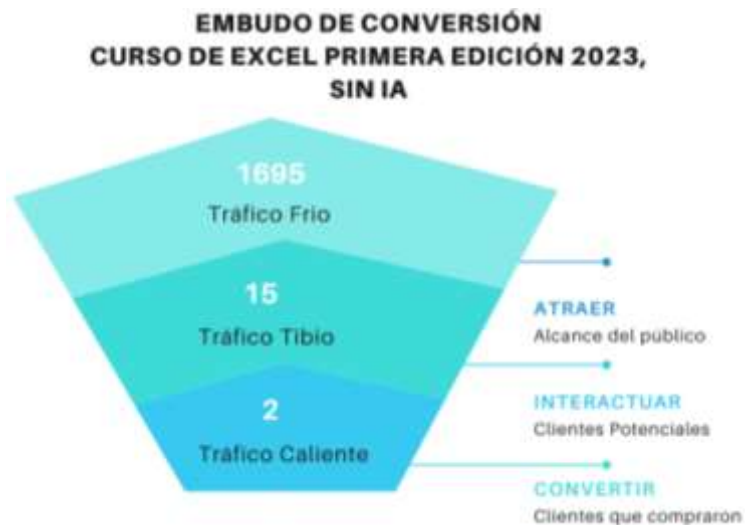 EMBUDO DE CONVERSIÓN
CURSO DE EXCEL PRIMERA EDICIÓN 2023,
SIN IA
1695
Tráfico Frio
15
Tráfico Tibio
2
Tráfico Caliente
ATRAER
Alcance del público
INTERACTUAR
Clientes Potenciales
CONVERTIR
Clientes que compraron